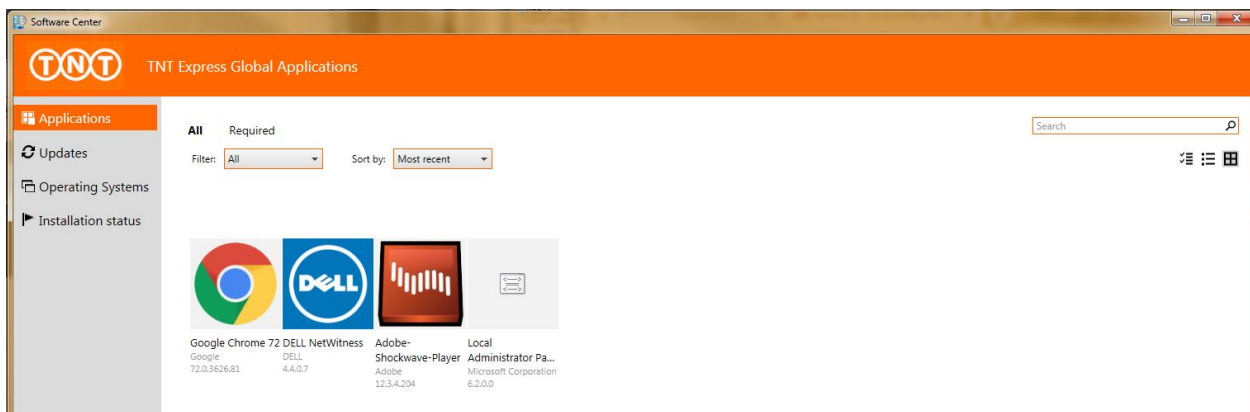 Software Center
TNT
TNT Express Global Applications
Applications
Updates
Operating Systems
Installation status
All Required
Search
Filter: All Sort by: Most recent
DELL
Google Chrome 72
Google
72.0.3626.81
DELL NetWitness
DELL
4.4.0.7
Adobe-
Shockwave-Player
Adobe
12.3.4.204
Local
Administrator Pa...
Microsoft Corporation
6.2.0.0